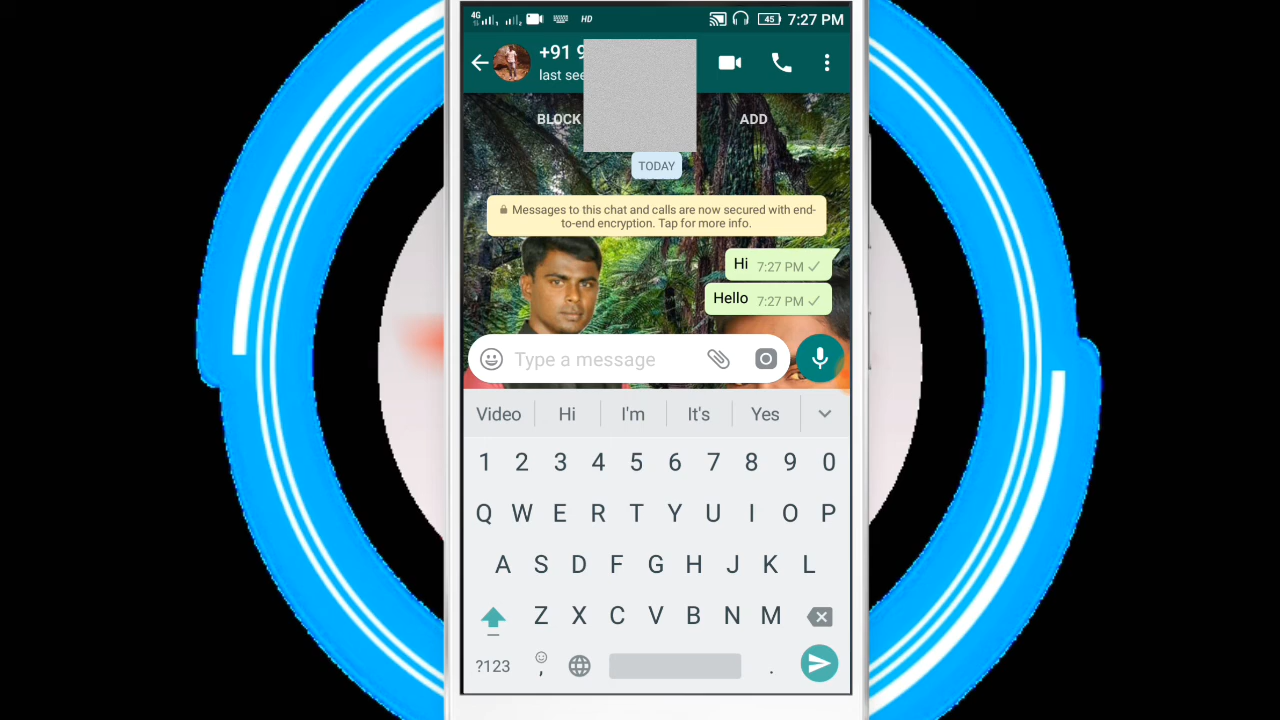 4G HD 45 7:27 PM
+91 9
last see
BLOCK ADD
TODAY
Messages to this chat and calls are now secured with end-
to-end encryption. Tap for more info.
Hi 7:27 PM
Hello 7:27 PM
Type a message
Video Hi I'm It's Yes
1 2 3 4 5 6 7 8 9 0
Q W E R T Y U I O P
A S D F G H J K L
Z X C V B N M
?123 , .